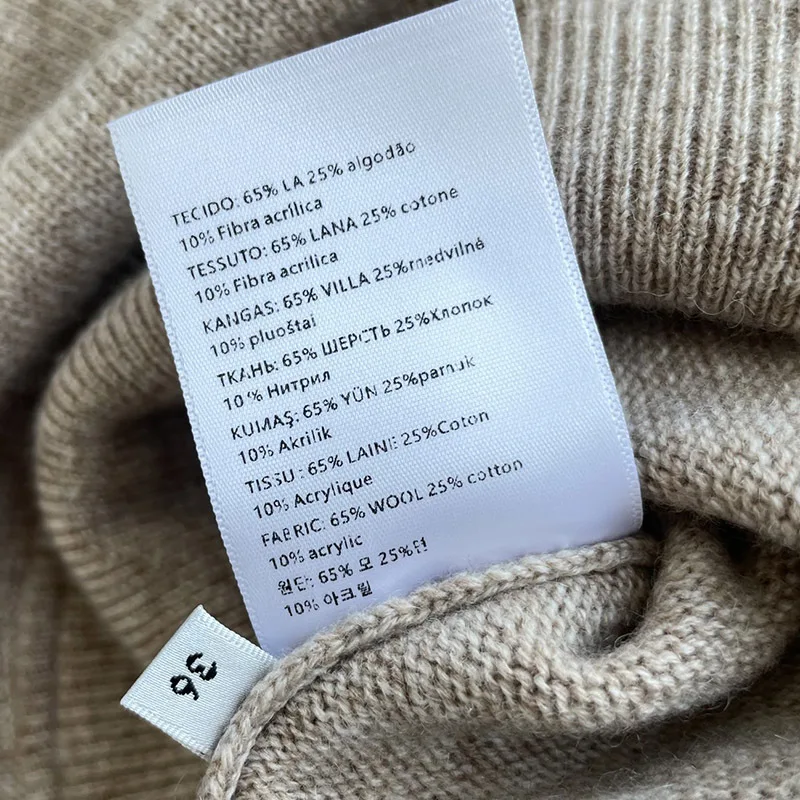 TECIDO: 65% LA 25% algodão
10% Fibra acrílica
TESSUTO: 65% LANA 25% cotone
10% Fibra acrilica
KANGAS: 65% VILLA 25%medvilnė
10% pluoštai
ТКАНЬ: 65% ШЕРСТЬ 25%Хлопок
10% Нитрил
KUMAŞ: 65% YÜN 25%pamuk
10% Akrilik
TISSU : 65% LAINE 25%Coton
10% Acrylique
FABRIC: 65% WOOL 25% cotton
10% acrylic
원단: 65% 모 25%면
10% 아크릴
36